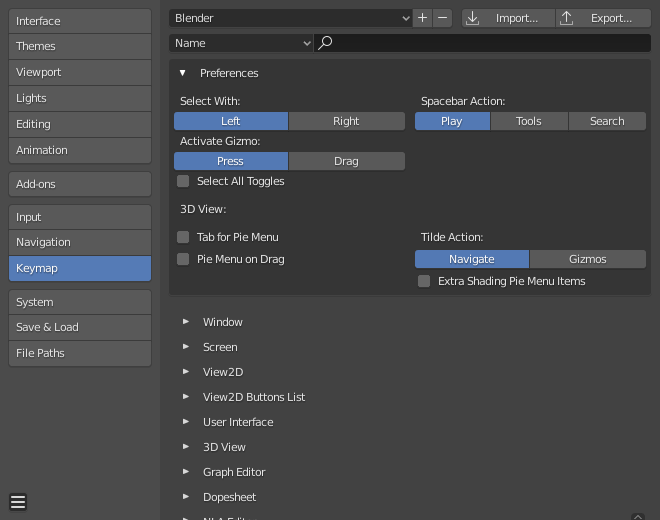 Interface
Themes
Viewport
Lights
Editing
Animation
Add-ons
Input
Navigation
Keymap
System
Save & Load
File Paths
Blender + − Import... Export...
Name
Preferences
Select With: Spacebar Action:
Left Right Play Tools Search
Activate Gizmo:
Press Drag
Select All Toggles
3D View:
Tab for Pie Menu Tilde Action:
Pie Menu on Drag Navigate Gizmos
Extra Shading Pie Menu Items
Window
Screen
View2D
View2D Buttons List
User Interface
3D View
Graph Editor
Dopesheet